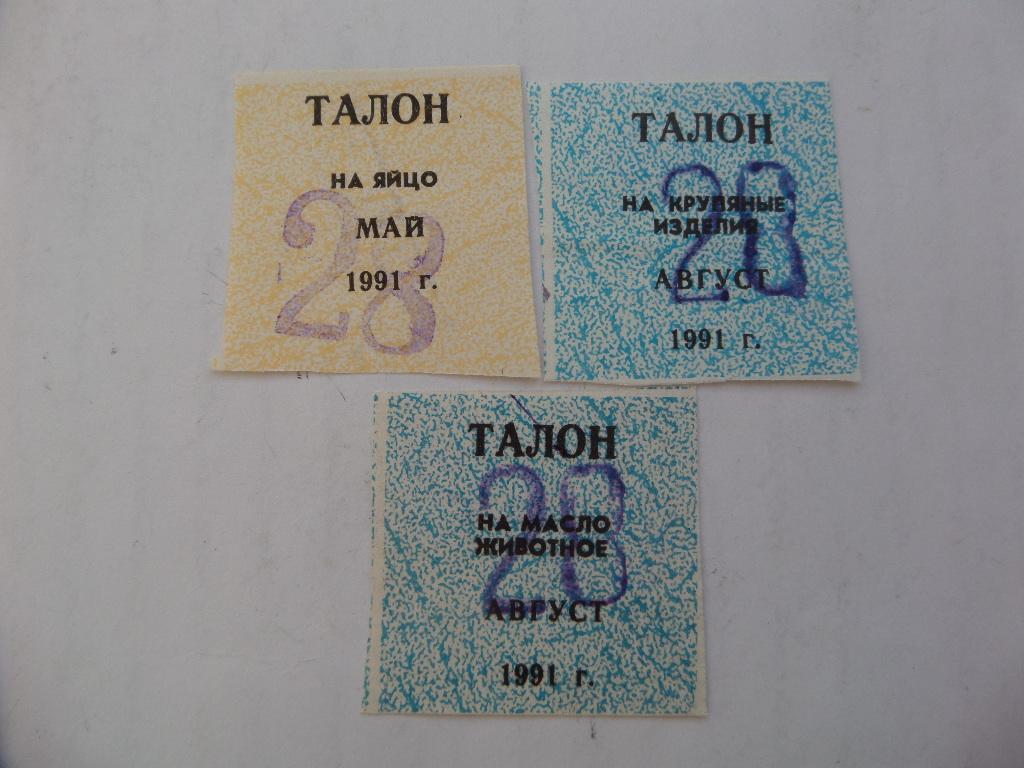 ТАЛОН
НА ЯЙЦО
МАЙ
1991 г.
28
ТАЛОН
НА КРУПЯНЫЕ
ИЗДЕЛИЯ
АВГУСТ
1991 г.
28
ТАЛОН
НА МАСЛО
ЖИВОТНОЕ
АВГУСТ
1991 г.
28